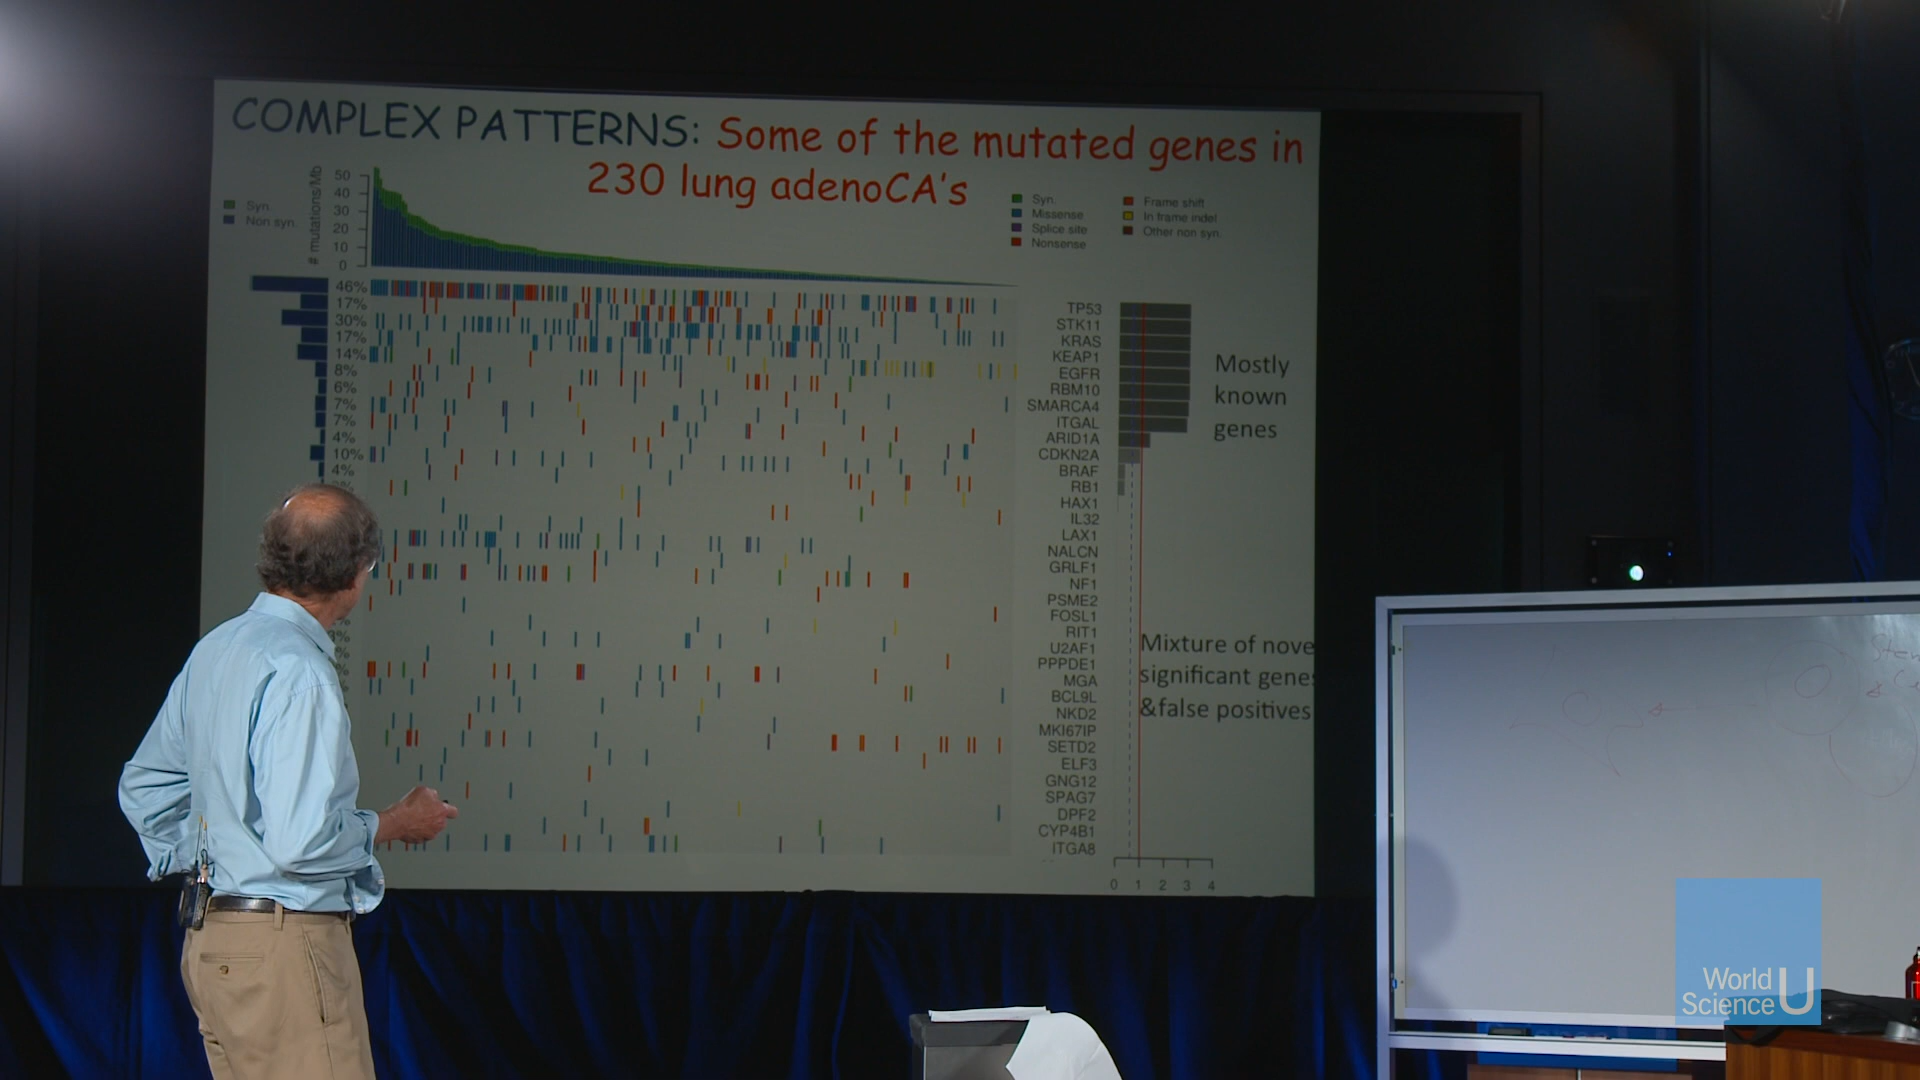 COMPLEX PATTERNS: Some of the mutated genes in
230 lung adenoCA's
# mutations/Mb
50
40
30
20
10
0
Syn.
Non syn.
Syn.
Missense
Splice site
Nonsense
Frame shift
In frame indel
Other non syn.
46%
17%
30%
17%
14%
8%
6%
7%
7%
4%
10%
4%
3%
TP53
STK11
KRAS
KEAP1
EGFR
RBM10
SMARCA4
ITGAL
ARID1A
CDKN2A
BRAF
RB1
HAX1
IL32
LAX1
NALCN
GRLF1
NF1
PSME2
FOSL1
RIT1
U2AF1
PPPDE1
MGA
BCL9L
NKD2
MKI67IP
SETD2
ELF3
GNG12
SPAG7
DPF2
CYP4B1
ITGA8
Mostly
known
genes
Mixture of nove
significant genes
&false positives
0 1 2 3 4
World
Science U